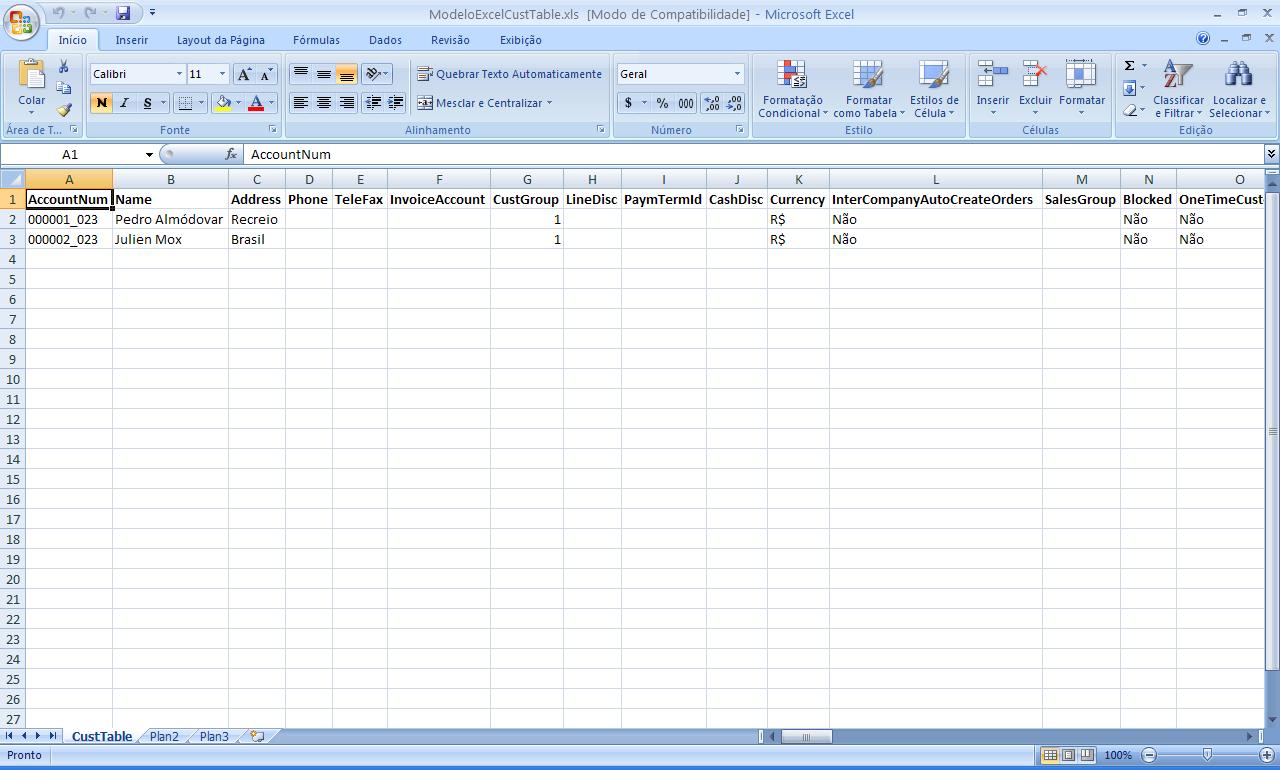 ModaloExcelCustTable.xls [Modo de Compatibilidade] - Microsoft Excel
Início Inserir Layout da Página Fórmulas Dados Revisão Exibição
Calibri 11 Quebrar Texto Automaticamente Geral
Colar N I S Mesclar e Centralizar $ % 000 ,00 Formatação Condicional Formatar como Tabela Estilos de Célula Inserir Excluir Formatar Σ Classificar e Filtrar Localizar e Selecionar
Área de T... Fonte Alinhamento Número Estilo Células Edição
A1 fx AccountNum
A B C D E F G H I J K L M N O
1 AccountNum Name Address Phone TeleFax InvoiceAccount CustGroup LineDisc PaymTermId CashDisc Currency InterCompanyAutoCreateOrders SalesGroup Blocked OneTimeCust
2 000001_023 Pedro Almódovar Recreio 1 R$ Não Não Não
3 000002_023 Julien Mox Brasil 1 R$ Não Não Não
4
5
6
7
8
9
10
11
12
13
14
15
16
17
18
19
20
21
22
23
24
25
26
27
CustTable Plan2 Plan3
Pronto 100%